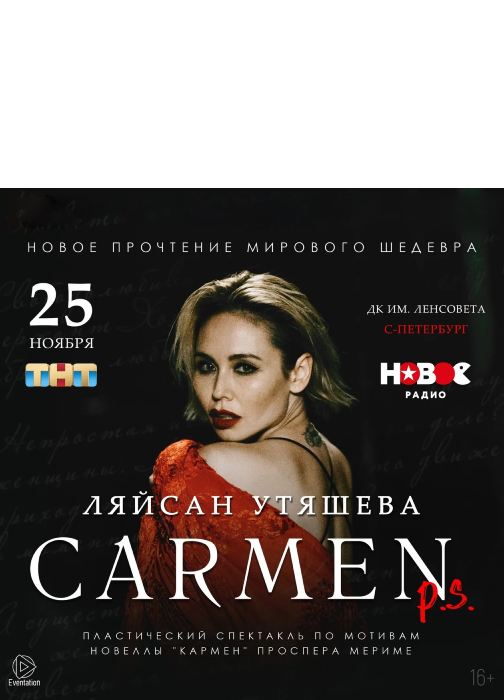 НОВОЕ ПРОЧТЕНИЕ МИРОВОГО ШЕДЕВРА
25
НОЯБРЯ
ТНТ
ДК ИМ. ЛЕНСОВЕТА
С-ПЕТЕРБУРГ
НОВОЕ
РАДИО
ЛЯЙСАН УТЯШЕВА
CARMEN
p.s.
ПЛАСТИЧЕСКИЙ СПЕКТАКЛЬ ПО МОТИВАМ
НОВЕЛЛЫ "КАРМЕН" ПРОСПЕРА МЕРИМЕ
Eventation
16+